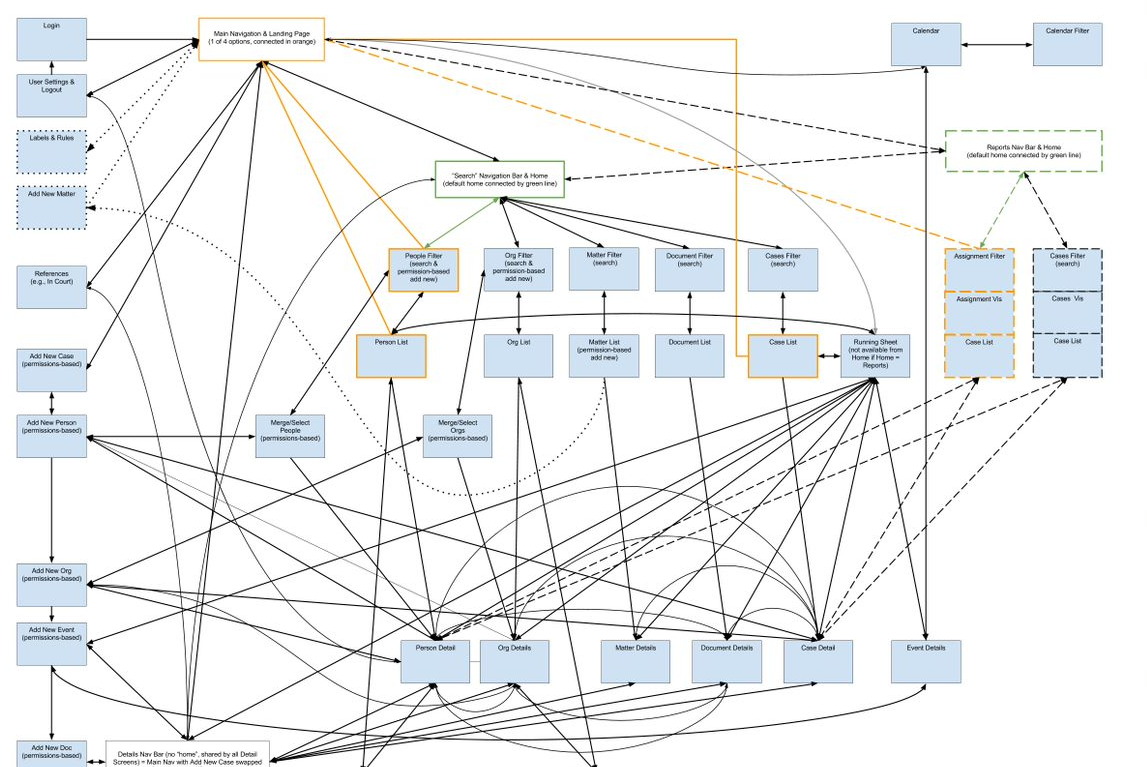 Login
Main Navigation & Landing Page
(1 of 4 options, connected in orange)
Calendar
Calendar Filter
User Settings &
Logout
Labels & Rules
Reports Nav Bar & Home
(default home connected by green line)
"Search" Navigation Bar & Home
(default home connected by green line)
Add New Matter
People Filter
(search &
permission-based
add new)
Org Filter
(search &
permission-based
add new)
Matter Filter
(search)
Document Filter
(search)
Cases Filter
(search)
Assignment Filter
Cases Filter
(search)
References
(e.g., In Court)
Assignment Vis
Cases Vis
Person List
Org List
Matter List
(permission-based
add new)
Document List
Case List
Running Sheet
(not available from
Home if Home =
Reports)
Case List
Case List
Add New Case
(permissions-based)
Add New Person
(permissions-based)
Merge/Select
People
(permissions-based)
Merge/Select
Orgs
(permissions-based)
Add New Org
(permissions-based)
Add New Event
(permissions-based)
Person Detail
Org Details
Matter Details
Document Details
Case Detail
Event Details
Add New Doc
(permissions-based)
Details Nav Bar (no "home", shared by all Detail
Screens) = Main Nav with Add New Case swapped